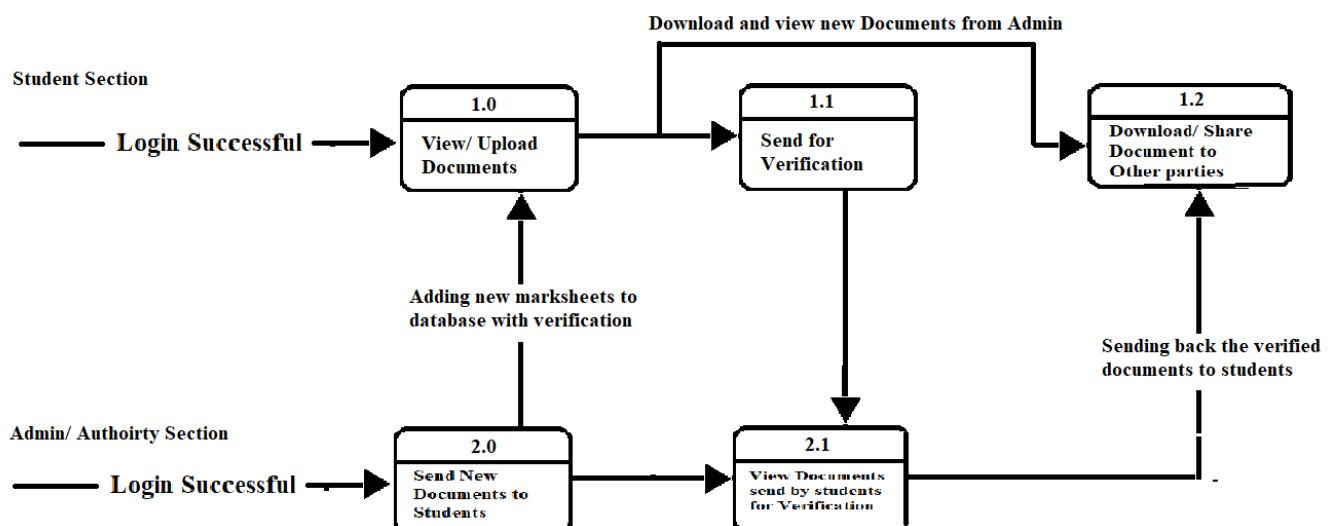 Download and view new Documents from Admin
Student Section
1.0
1.1
1.2
Login Successful
View/ Upload
Documents
Send for
Verification
Download/ Share
Document to
Other parties
Adding new marksheets to
database with verification
Sending back the verified
documents to students
Admin/ Authoirty Section
2.0
2.1
Login Successful
Send New
Documents to
Students
View Documents
send by students
for Verification